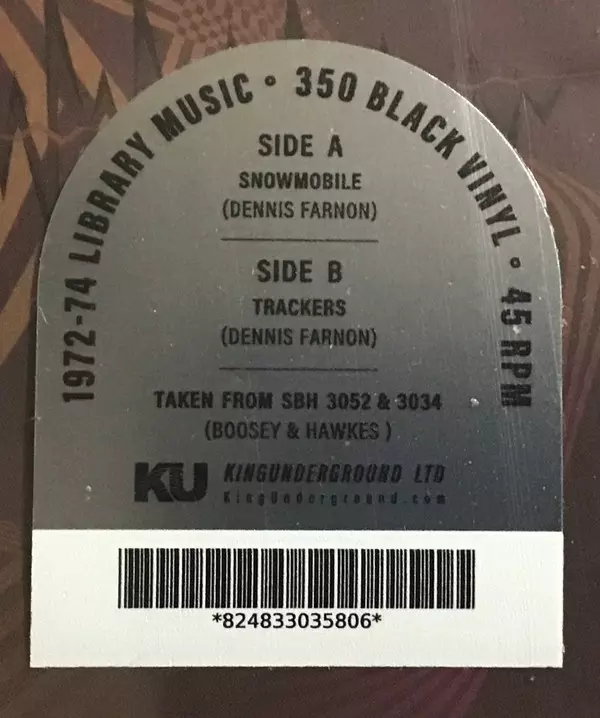 1972-74 LIBRARY MUSIC • 350 BLACK VINYL • 45 RPM
SIDE A
SNOWMOBILE
(DENNIS FARNON)
SIDE B
TRACKERS
(DENNIS FARNON)
TAKEN FROM SBH 3052 & 3034
(BOOSEY & HAWKES )
KU KINGUNDERGROUND LTD
KingUnderground.com
*824833035806*